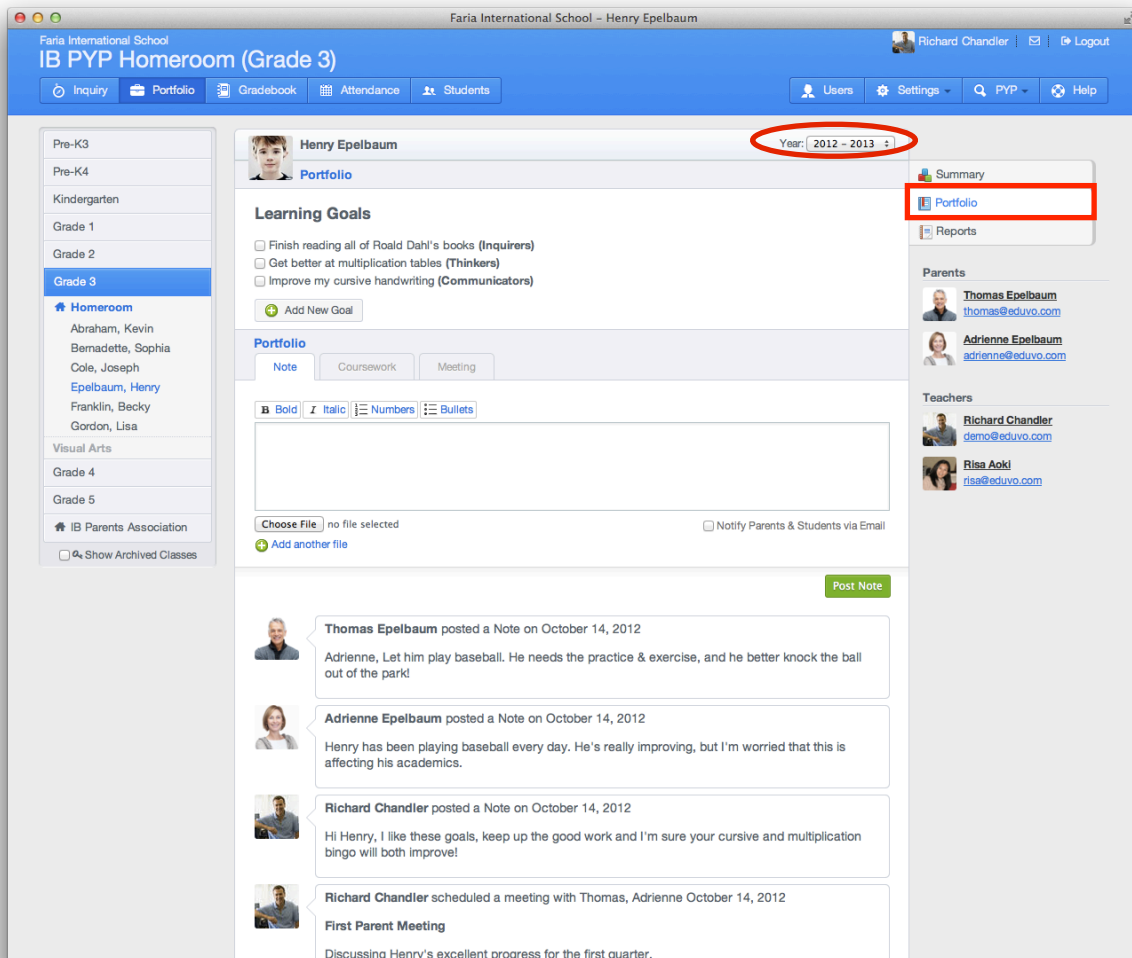 Faria International School – Henry Epelbaum
Faria International School
Richard Chandler
Logout
IB PYP Homeroom (Grade 3)
Inquiry
Portfolio
Gradebook
Attendance
Students
Users
Settings
PYP
Help
Pre-K3
Pre-K4
Kindergarten
Grade 1
Grade 2
Grade 3
Homeroom
Abraham, Kevin
Bernadette, Sophia
Cole, Joseph
Epelbaum, Henry
Franklin, Becky
Gordon, Lisa
Visual Arts
Grade 4
Grade 5
IB Parents Association
Show Archived Classes
Henry Epelbaum
Year: 2012 – 2013
Portfolio
Learning Goals
Finish reading all of Roald Dahl's books (Inquirers)
Get better at multiplication tables (Thinkers)
Improve my cursive handwriting (Communicators)
Add New Goal
Portfolio
Note
Coursework
Meeting
B Bold
I Italic
Numbers
Bullets
Choose File no file selected
Notify Parents & Students via Email
Add another file
Post Note
Thomas Epelbaum posted a Note on October 14, 2012
Adrienne, Let him play baseball. He needs the practice & exercise, and he better knock the ball
out of the park!
Adrienne Epelbaum posted a Note on October 14, 2012
Henry has been playing baseball every day. He's really improving, but I'm worried that this is
affecting his academics.
Richard Chandler posted a Note on October 14, 2012
Hi Henry, I like these goals, keep up the good work and I'm sure your cursive and multiplication
bingo will both improve!
Richard Chandler scheduled a meeting with Thomas, Adrienne October 14, 2012
First Parent Meeting
Discussing Henry's excellent progress for the first quarter.
Summary
Portfolio
Reports
Parents
Thomas Epelbaum
thomas@eduvo.com
Adrienne Epelbaum
adrienne@eduvo.com
Teachers
Richard Chandler
demo@eduvo.com
Risa Aoki
risa@eduvo.com